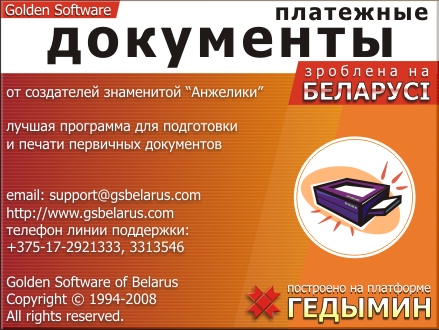 Golden Software
платежные
документы
зроблена на
БЕЛАРУСІ
от создателей знаменитой “Анжелики”
лучшая программа для подготовки
и печати первичных документов
email: support@gsbelarus.com
http://www.gsbelarus.com
телефон линии поддержки:
+375-17-2921333, 3313546
Golden Software of Belarus
Copyright © 1994-2008
All rights reserved.
построено на платформе
ГЕДЫМИН